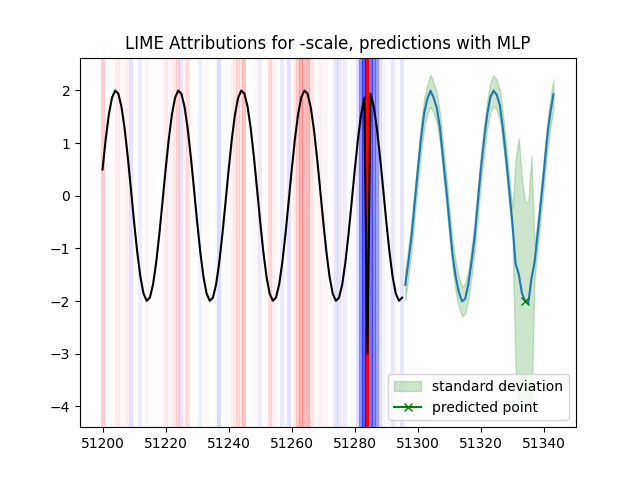 LIME Attributions for -scale, predictions with MLP
2
1
0
−1
−2
−3
−4
standard deviation
predicted point
51200 51220 51240 51260 51280 51300 51320 51340